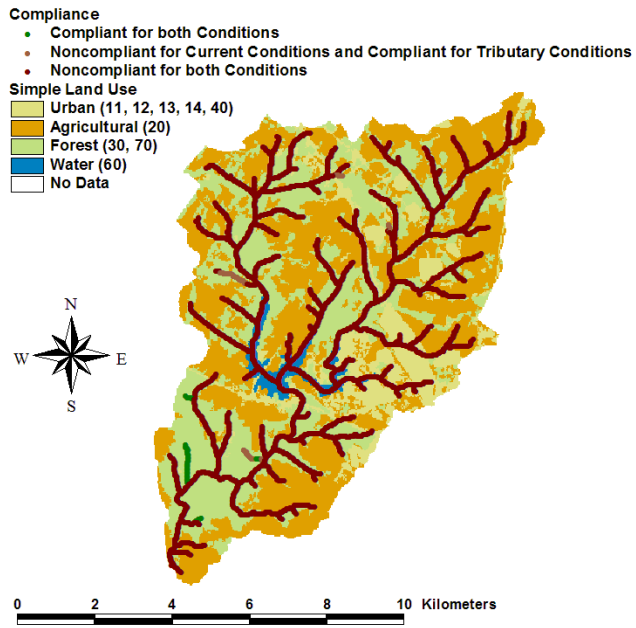 Compliance
Compliant for both Conditions
Noncompliant for Current Conditions and Compliant for Tributary Conditions
Noncompliant for both Conditions
Simple Land Use
Urban (11, 12, 13, 14, 40)
Agricultural (20)
Forest (30, 70)
Water (60)
No Data
N
W E
S
0 2 4 6 8 10 Kilometers